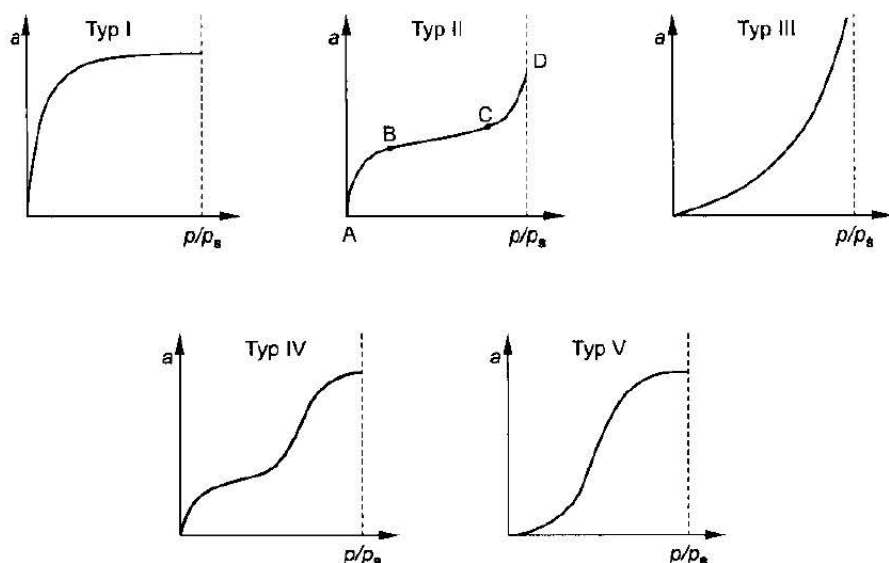 Typ I
a
p/ps
Typ II
a
A
B
C
D
p/ps
Typ III
a
p/ps
Typ IV
a
p/ps
Typ V
a
p/ps